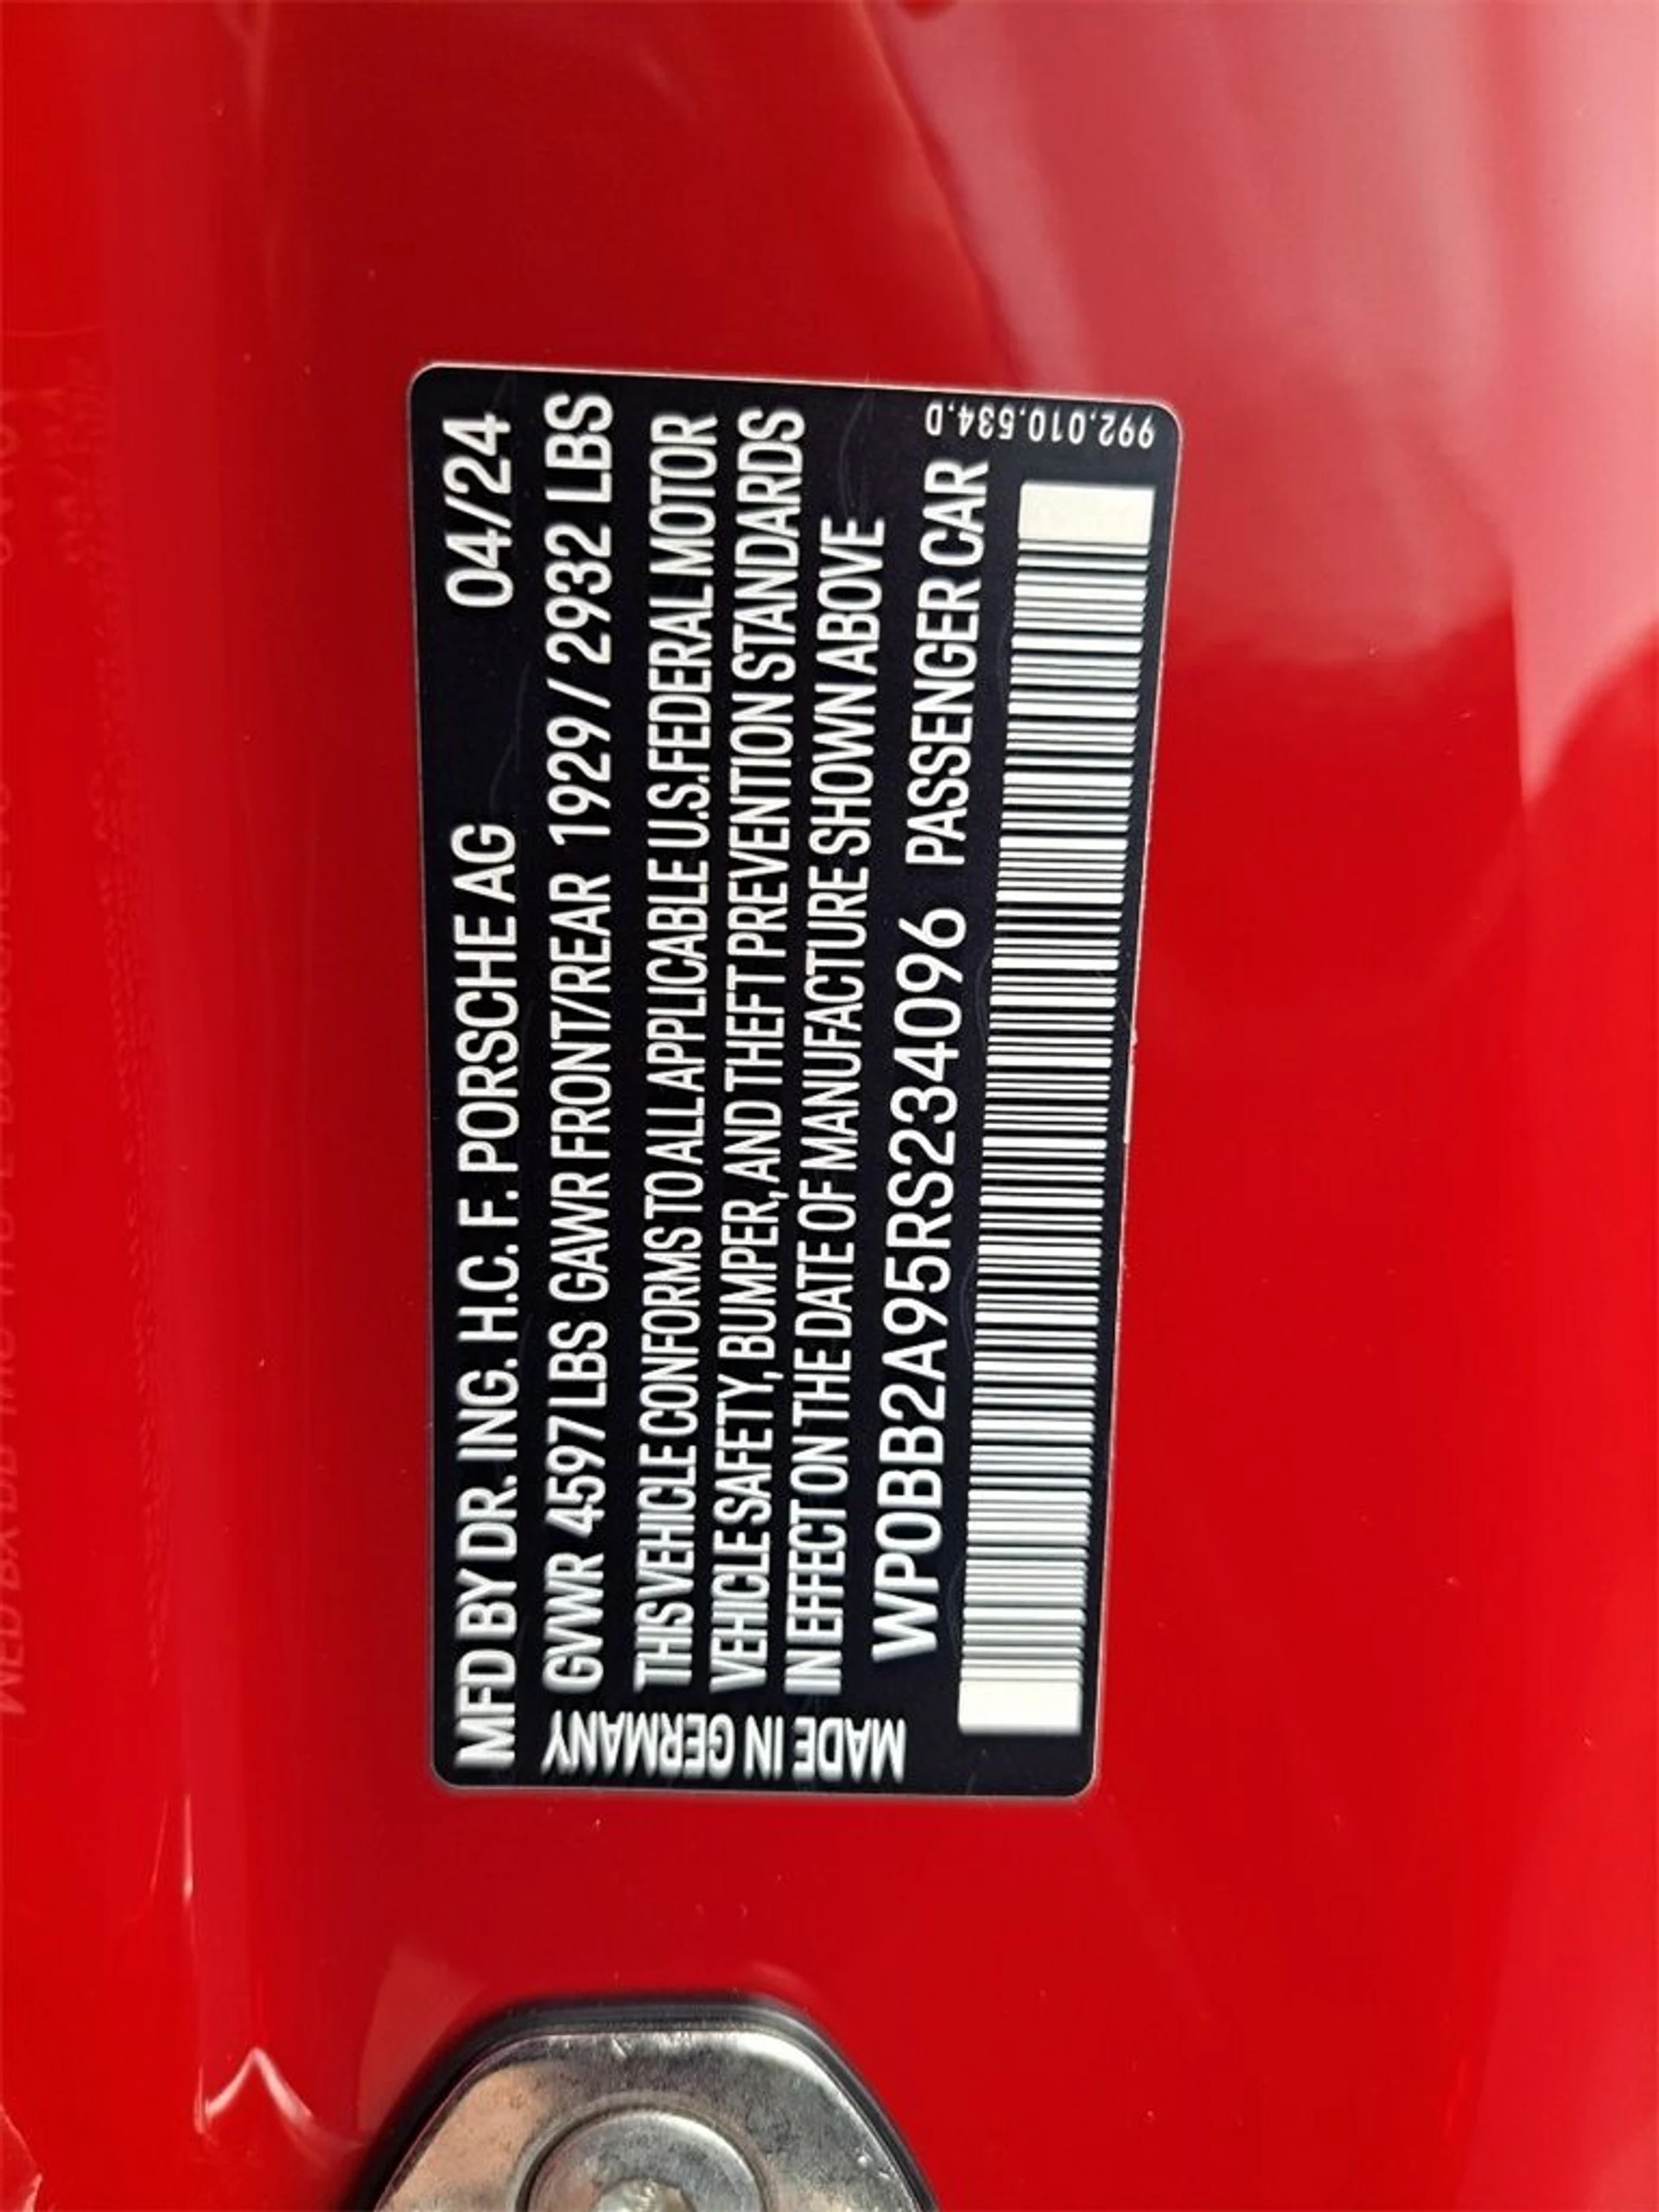 MFD BY DR. ING. H.C. F. PORSCHE AG 04/24
GVWR 4597 LBS GAWR FRONT/REAR 1929 / 2932 LBS
THIS VEHICLE CONFORMS TO ALL APPLICABLE U.S. FEDERAL MOTOR
VEHICLE SAFETY, BUMPER, AND THEFT PREVENTION STANDARDS
IN EFFECT ON THE DATE OF MANUFACTURE SHOWN ABOVE
WP0BB2A95RS234096 PASSENGER CAR
MADE IN GERMANY
992.010.534.D